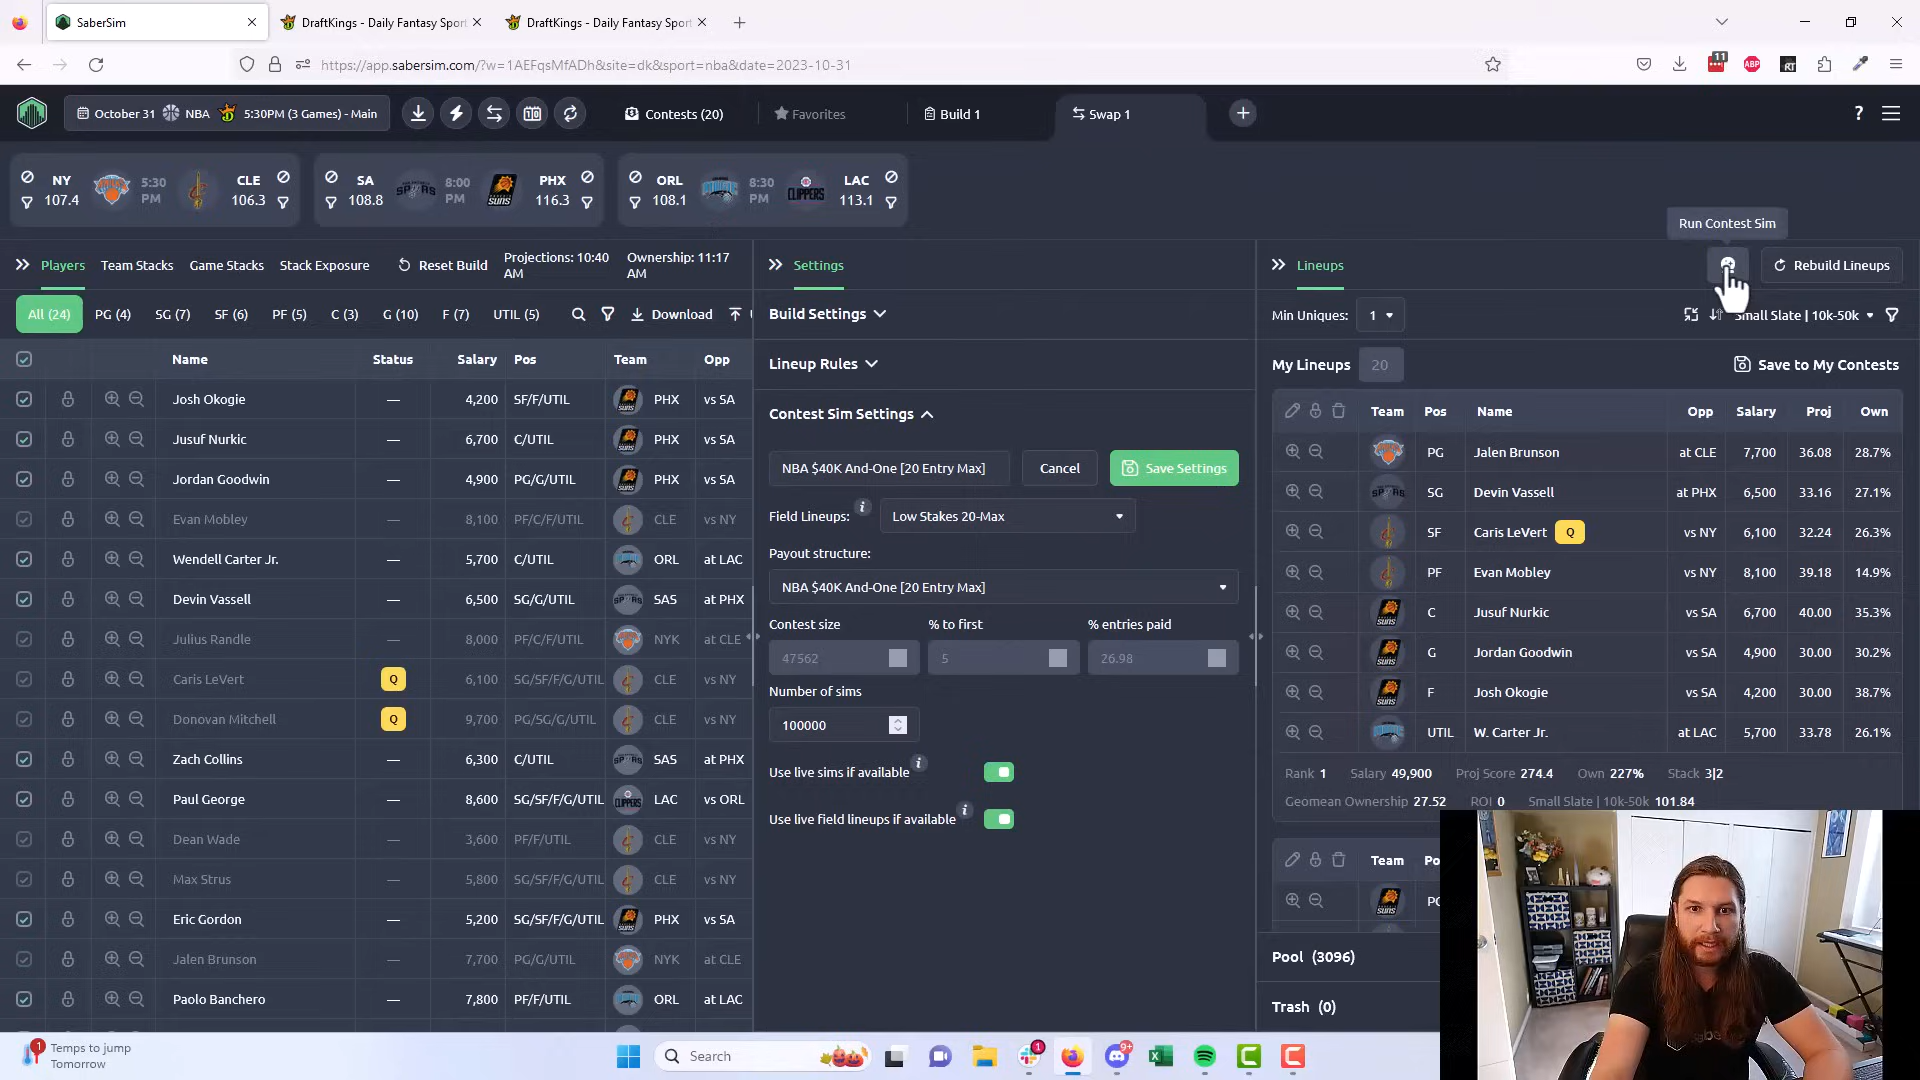 SaberSim
DraftKings - Daily Fantasy Sport
DraftKings - Daily Fantasy Sport
https://app.sabersim.com/?w=1AEFqsMfADh&site=dk&sport=nba&date=2023-10-31
11
ABP
RT
October 31 NBA 5:30PM (3 Games) - Main
Contests (20)
Favorites
Build 1
Swap 1
?
NY 107.4 5:30 PM CLE 106.3
SA 108.8 8:00 PM PHX 116.3
ORL 108.1 8:30 PM LAC 113.1
Run Contest Sim
Players
Team Stacks
Game Stacks
Stack Exposure
Reset Build
Projections: 10:40 AM
Ownership: 11:17 AM
All (24) PG (4) SG (7) SF (6) PF (5) C (3) G (10) F (7) UTIL (5) Download
Name Status Salary Pos Team Opp
Josh Okogie — 4,200 SF/F/UTIL PHX vs SA
Jusuf Nurkic — 6,700 C/UTIL PHX vs SA
Jordan Goodwin — 4,900 PG/G/UTIL PHX vs SA
Evan Mobley — 8,100 PF/C/F/UTIL CLE vs NY
Wendell Carter Jr. — 5,700 C/UTIL ORL at LAC
Devin Vassell — 6,500 SG/G/UTIL SAS at PHX
Julius Randle — 8,000 PF/C/F/UTIL NYK at CLE
Caris LeVert Q 6,100 SG/SF/F/G/UTIL CLE vs NY
Donovan Mitchell Q 9,700 PG/SG/G/UTIL CLE vs NY
Zach Collins — 6,300 C/UTIL SAS at PHX
Paul George — 8,600 SG/SF/F/G/UTIL LAC vs ORL
Dean Wade — 3,600 PF/F/UTIL CLE vs NY
Max Strus — 5,800 SG/SF/F/G/UTIL CLE vs NY
Eric Gordon — 5,200 SG/SF/F/G/UTIL PHX vs SA
Jalen Brunson — 7,700 PG/G/UTIL NYK at CLE
Paolo Banchero — 7,800 PF/F/UTIL ORL at LAC
Settings
Build Settings
Lineup Rules
Contest Sim Settings
NBA $40K And-One [20 Entry Max] Cancel Save Settings
Field Lineups: Low Stakes 20-Max
Payout structure:
NBA $40K And-One [20 Entry Max]
Contest size % to first % entries paid
47562 5 26.98
Number of sims
100000
Use live sims if available
Use live field lineups if available
Lineups
Rebuild Lineups
Min Uniques: 1
Small Slate | 10k-50k
My Lineups 20
Save to My Contests
Team Pos Name Opp Salary Proj Own
PG Jalen Brunson at CLE 7,700 36.08 28.7%
SG Devin Vassell at PHX 6,500 33.16 27.1%
SF Caris LeVert Q vs NY 6,100 32.24 26.3%
PF Evan Mobley vs NY 8,100 39.18 14.9%
C Jusuf Nurkic vs SA 6,700 40.00 35.3%
G Jordan Goodwin vs SA 4,900 30.00 30.2%
F Josh Okogie vs SA 4,200 30.00 38.7%
UTIL W. Carter Jr. at LAC 5,700 33.78 26.1%
Rank 1 Salary 49,900 Proj Score 274.4 Own 227% Stack 3|2
Geomean Ownership 27.52 ROI 0 Small Slate | 10k-50k 101.84
Team
Pool (3096)
Trash (0)
1
Temps to jump
Tomorrow
Search
1
9+